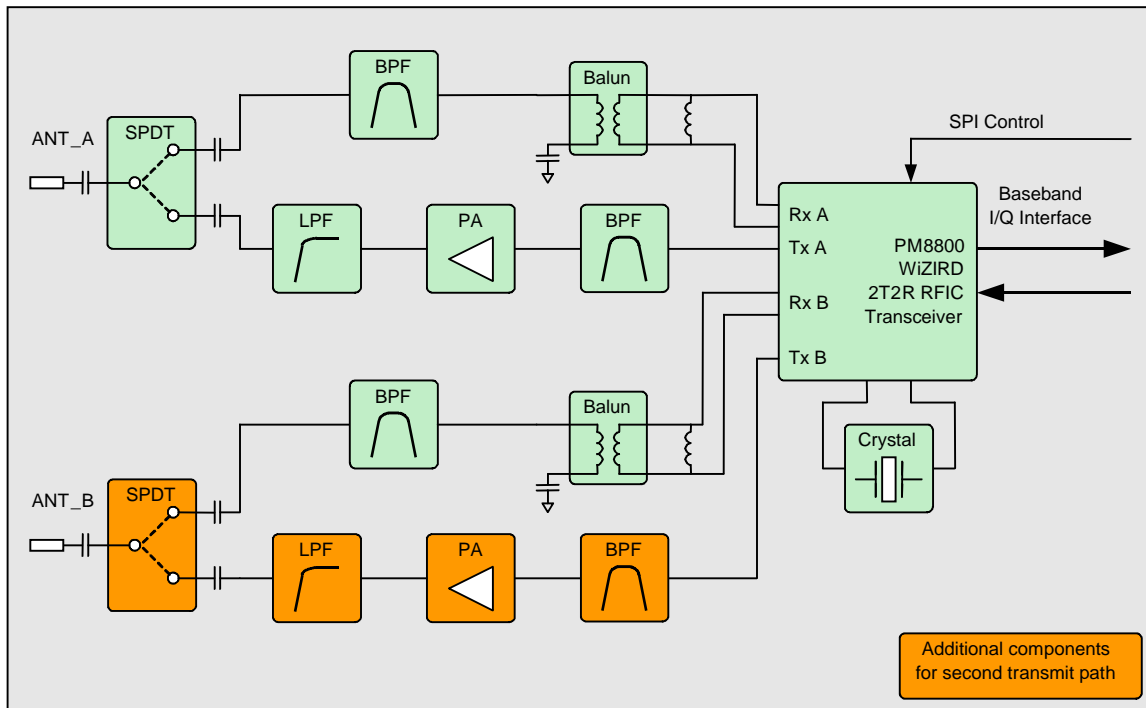 BPF
Balun
SPI Control
ANT_A
SPDT
Baseband
I/Q Interface
LPF
PA
BPF
Rx A
Tx A
Rx B
Tx B
PM8800
WiZIRD
2T2R RFIC
Transceiver
BPF
Balun
Crystal
ANT_B
SPDT
LPF
PA
BPF
Additional components
for second transmit path